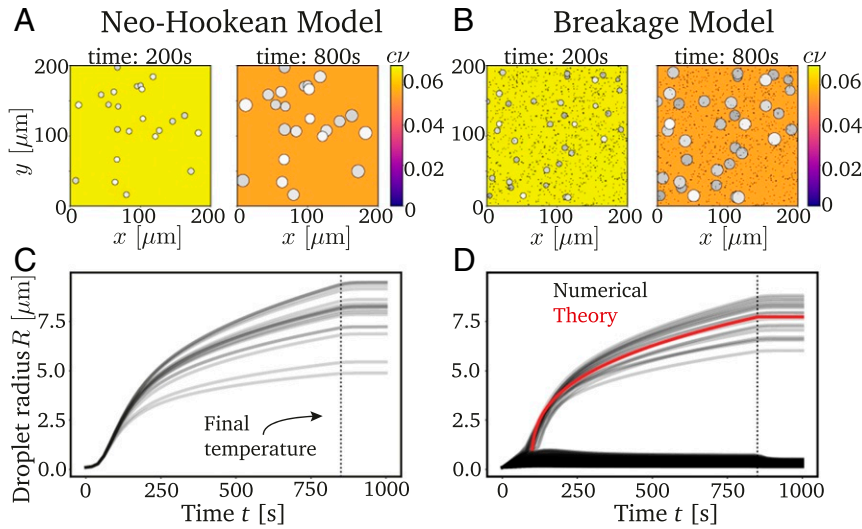 A Neo-Hookean Model
time: 200s time: 800s cν
200
100
0
y [μm]
0 100 200
x [μm]
0 100 200
x [μm]
0.06
0.04
0.02
0
B Breakage Model
time: 200s time: 800s cν
200
100
0
0 100 200
x [μm]
0 100 200
x [μm]
0.06
0.04
0.02
0
C
Droplet radius R [μm]
7.5
5.0
2.5
0.0
Final
temperature
0 250 500 750 1000
Time t [s]
D
Numerical
Theory
7.5
5.0
2.5
0.0
0 250 500 750 1000
Time t [s]